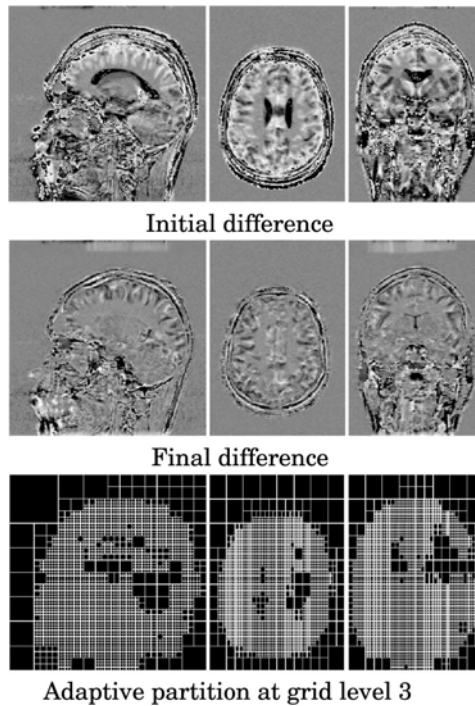 Initial difference
Final difference
Adaptive partition at grid level 3